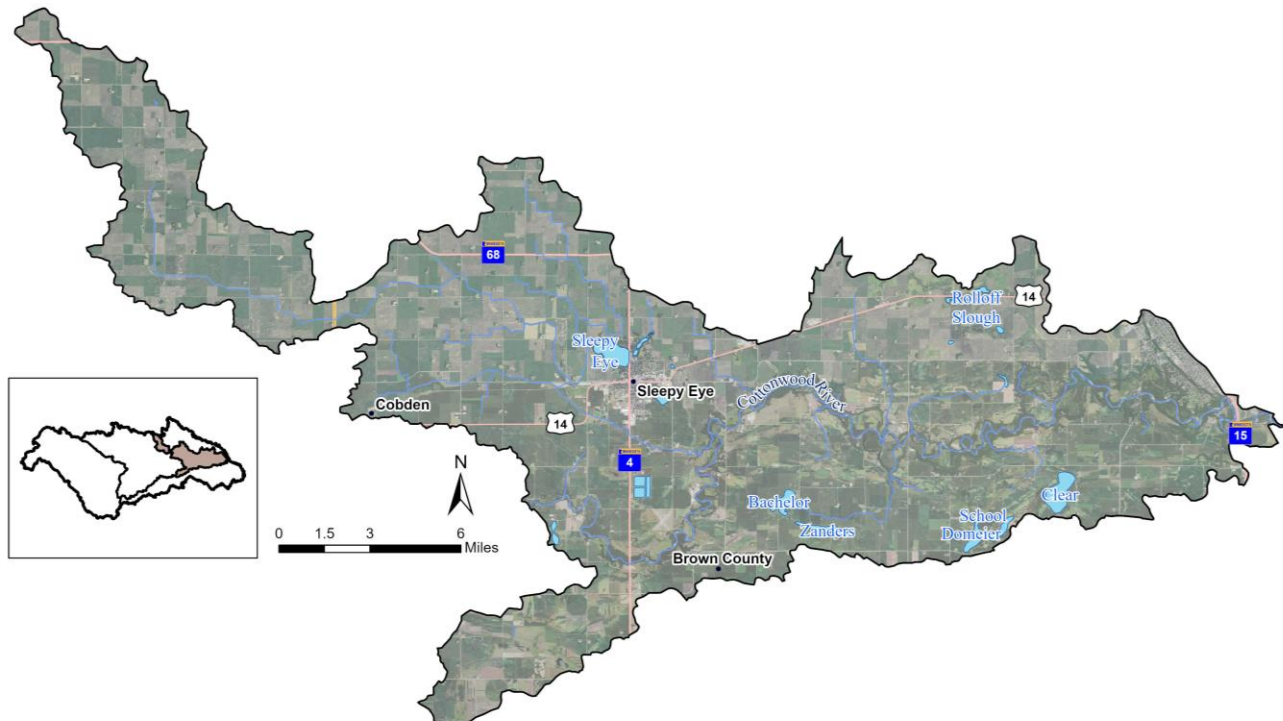 68
14
Rolloff
Slough
Sleepy
Eye
Sleepy Eye
Cottonwood River
Cobden
14
15
4
N
Bachelor
Clear
School
Domeier
Zanders
0 1.5 3 6
Miles
Brown County